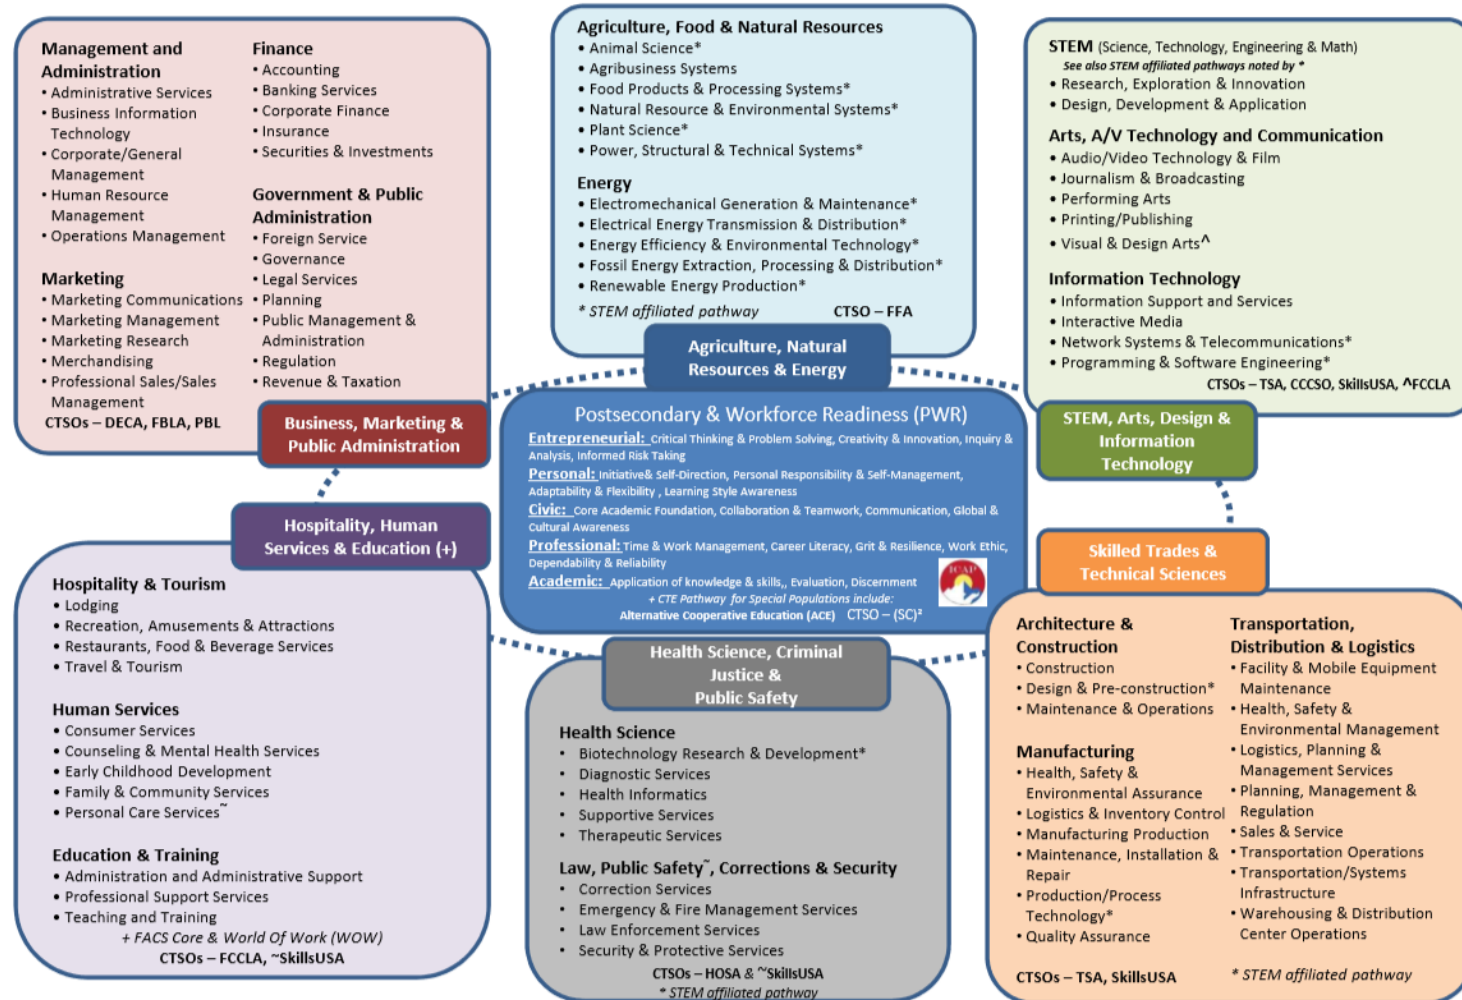 Management and
Administration
• Administrative Services
• Business Information
Technology
• Corporate/General
Management
• Human Resource
Management
• Operations Management
Marketing
• Marketing Communications
• Marketing Management
• Marketing Research
• Merchandising
• Professional Sales/Sales
Management
CTSOs – DECA, FBLA, PBL
Finance
• Accounting
• Banking Services
• Corporate Finance
• Insurance
• Securities & Investments
Government & Public
Administration
• Foreign Service
• Governance
• Legal Services
• Planning
• Public Management &
Administration
• Regulation
• Revenue & Taxation
Business, Marketing &
Public Administration
Agriculture, Food & Natural Resources
• Animal Science*
• Agribusiness Systems
• Food Products & Processing Systems*
• Natural Resource & Environmental Systems*
• Plant Science*
• Power, Structural & Technical Systems*
Energy
• Electromechanical Generation & Maintenance*
• Electrical Energy Transmission & Distribution*
• Energy Efficiency & Environmental Technology*
• Fossil Energy Extraction, Processing & Distribution*
• Renewable Energy Production*
* STEM affiliated pathway CTSO – FFA
Agriculture, Natural
Resources & Energy
STEM (Science, Technology, Engineering & Math)
See also STEM affiliated pathways noted by *
• Research, Exploration & Innovation
• Design, Development & Application
Arts, A/V Technology and Communication
• Audio/Video Technology & Film
• Journalism & Broadcasting
• Performing Arts
• Printing/Publishing
• Visual & Design Arts^
Information Technology
• Information Support and Services
• Interactive Media
• Network Systems & Telecommunications*
• Programming & Software Engineering*
CTSOs – TSA, CCCSO, SkillsUSA, ^FCCLA
STEM, Arts, Design &
Information
Technology
Postsecondary & Workforce Readiness (PWR)
Entrepreneurial: Critical Thinking & Problem Solving, Creativity & Innovation, Inquiry &
Analysis, Informed Risk Taking
Personal: Initiative& Self-Direction, Personal Responsibility & Self-Management,
Adaptability & Flexibility , Learning Style Awareness
Civic: Core Academic Foundation, Collaboration & Teamwork, Communication, Global &
Cultural Awareness
Professional: Time & Work Management, Career Literacy, Grit & Resilience, Work Ethic,
Dependability & Reliability
Academic: Application of knowledge & skills,, Evaluation, Discernment
+ CTE Pathway for Special Populations include:
Alternative Cooperative Education (ACE) CTSO – (SC)²
ICAP
Hospitality, Human
Services & Education (+)
Hospitality & Tourism
• Lodging
• Recreation, Amusements & Attractions
• Restaurants, Food & Beverage Services
• Travel & Tourism
Human Services
• Consumer Services
• Counseling & Mental Health Services
• Early Childhood Development
• Family & Community Services
• Personal Care Services~
Education & Training
• Administration and Administrative Support
• Professional Support Services
• Teaching and Training
+ FACS Core & World Of Work (WOW)
CTSOs – FCCLA, ~SkillsUSA
Health Science, Criminal
Justice &
Public Safety
Health Science
• Biotechnology Research & Development*
• Diagnostic Services
• Health Informatics
• Supportive Services
• Therapeutic Services
Law, Public Safety~, Corrections & Security
• Correction Services
• Emergency & Fire Management Services
• Law Enforcement Services
• Security & Protective Services
CTSOs – HOSA & ~SkillsUSA
* STEM affiliated pathway
Skilled Trades &
Technical Sciences
Architecture &
Construction
• Construction
• Design & Pre-construction*
• Maintenance & Operations
Manufacturing
• Health, Safety &
Environmental Assurance
• Logistics & Inventory Control
• Manufacturing Production
• Maintenance, Installation &
Repair
• Production/Process
Technology*
• Quality Assurance
CTSOs – TSA, SkillsUSA
Transportation,
Distribution & Logistics
• Facility & Mobile Equipment
Maintenance
• Health, Safety &
Environmental Management
• Logistics, Planning &
Management Services
• Planning, Management &
Regulation
• Sales & Service
• Transportation Operations
• Transportation/Systems
Infrastructure
• Warehousing & Distribution
Center Operations
* STEM affiliated pathway